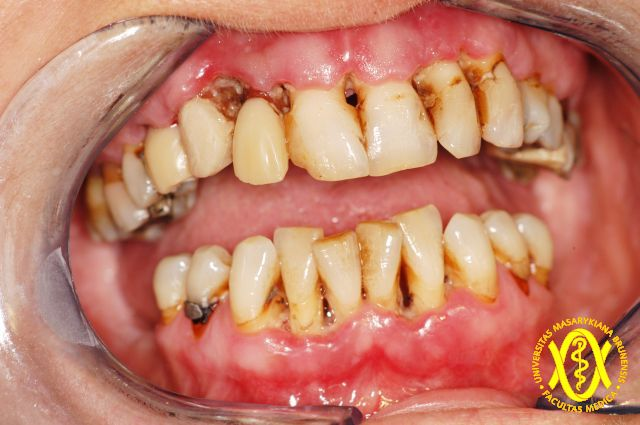 UNIVERSITAS MASARYKIANA BRUNENSIS
• FACULTAS MEDICA •